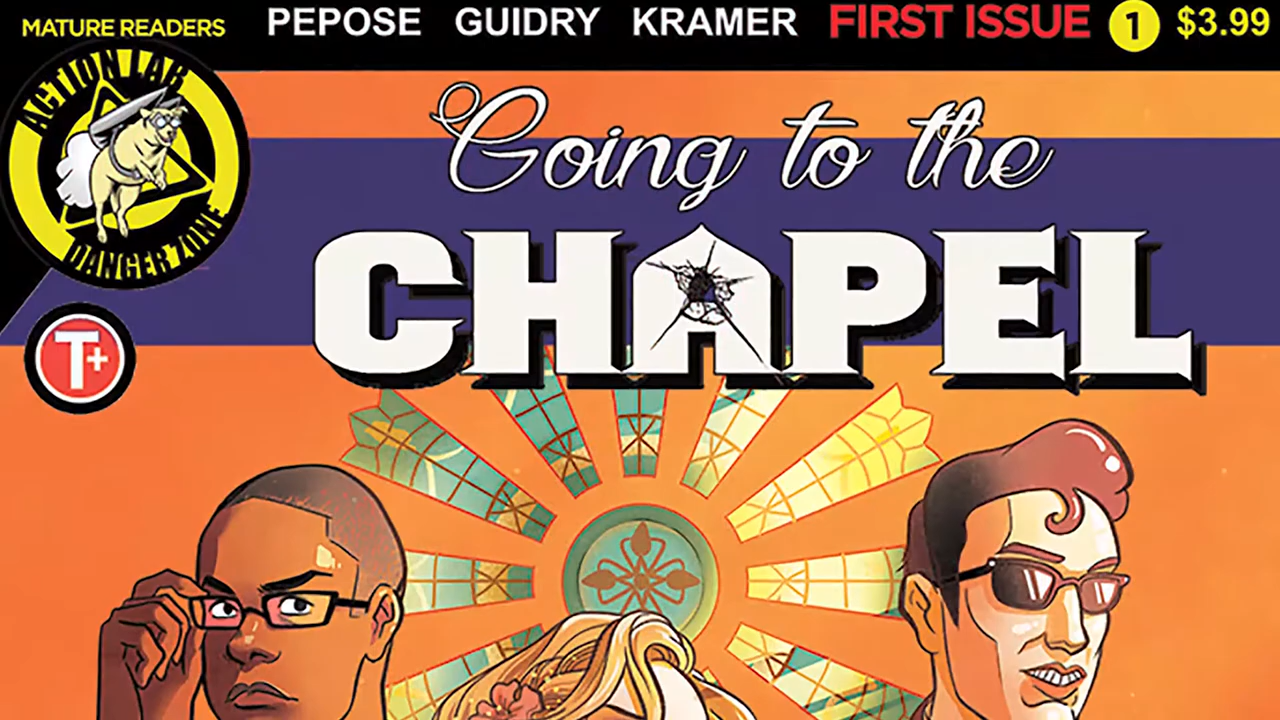 MATURE READERS
PEPOSE GUIDRY KRAMER FIRST ISSUE 1 $3.99
ACTION LAB
DANGER ZONE
T+
Going to the
CHAPEL